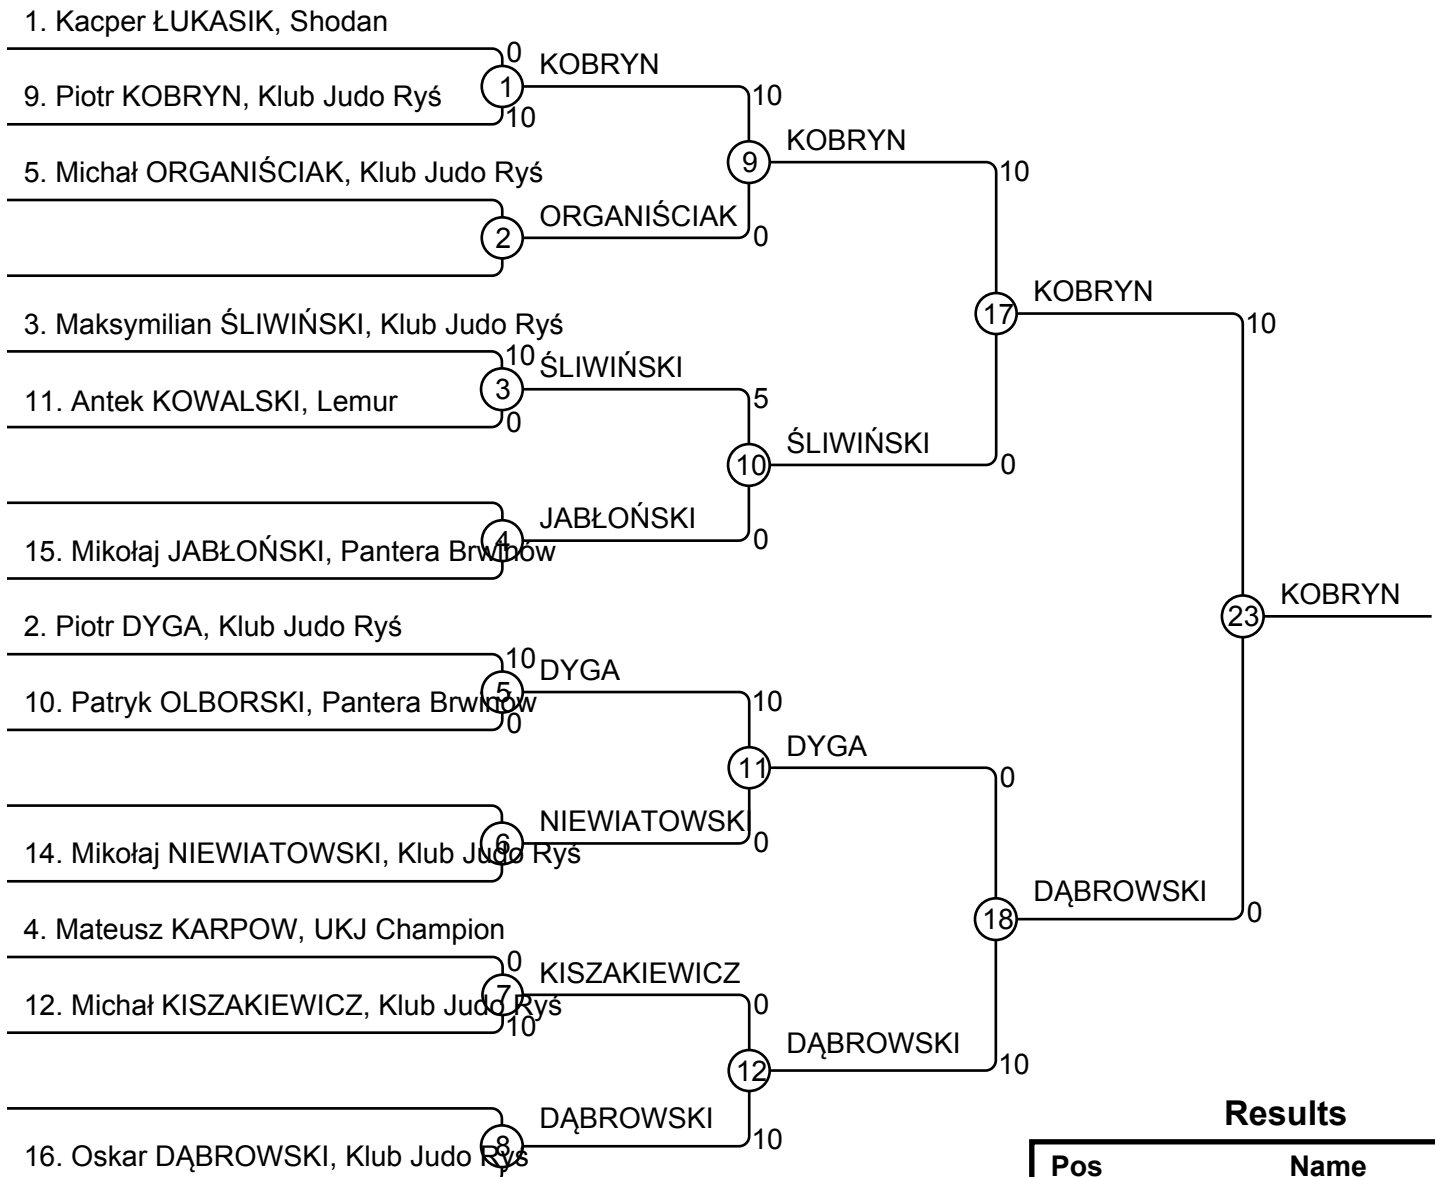 1. Kacper ŁUKASIK, Shodan
0
KOBRYN
1
9. Piotr KOBRYN, Klub Judo Ryś
10
10
KOBRYN
9
10
5. Michał ORGANIŚCIAK, Klub Judo Ryś
ORGANIŚCIAK
2
0
KOBRYN
17
10
3. Maksymilian ŚLIWIŃSKI, Klub Judo Ryś
10
ŚLIWIŃSKI
3
11. Antek KOWALSKI, Lemur
0
5
ŚLIWIŃSKI
10
0
JABŁOŃSKI
4
0
15. Mikołaj JABŁOŃSKI, Pantera Brwinów
KOBRYN
23
2. Piotr DYGA, Klub Judo Ryś
10
DYGA
5
10. Patryk OLBORSKI, Pantera Brwinów
0
10
DYGA
11
0
NIEWIATOWSKI
6
0
14. Mikołaj NIEWIATOWSKI, Klub Judo Ryś
DĄBROWSKI
18
0
4. Mateusz KARPOW, UKJ Champion
0
KISZAKIEWICZ
7
12. Michał KISZAKIEWICZ, Klub Judo Ryś
10
0
DĄBROWSKI
12
10
DĄBROWSKI
8
10
16. Oskar DĄBROWSKI, Klub Judo Ryś
Results
Pos Name